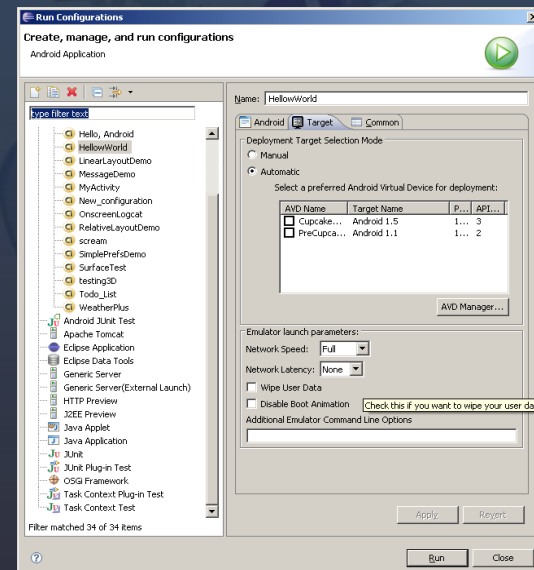 Run Configurations
Create, manage, and run configurations
Android Application
type filter text
Hello, Android
HellowWorld
LinearLayoutDemo
MessageDemo
MyActivity
New_configuration
OnscreenLogcat
RelativeLayoutDemo
scream
SimplePrefsDemo
SurfaceTest
testing3D
Todo_List
WeatherPlus
Android JUnit Test
Apache Tomcat
Eclipse Application
Eclipse Data Tools
Generic Server
Generic Server(External Launch)
HTTP Preview
J2EE Preview
Java Applet
Java Application
JUnit
JUnit Plug-in Test
OSGi Framework
Task Context Plug-in Test
Task Context Test
Filter matched 34 of 34 items
Name: HellowWorld
Android Target Common
Deployment Target Selection Mode
Manual
Automatic
Select a preferred Android Virtual Device for deployment:
AVD Name Target Name P... API...
Cupcake... Android 1.5 1... 3
PreCupca... Android 1.1 1... 2
AVD Manager...
Emulator launch parameters:
Network Speed: Full
Network Latency: None
Wipe User Data
Disable Boot Animation Check this if you want to wipe your user da
Additional Emulator Command Line Options
Apply Revert
Run Close